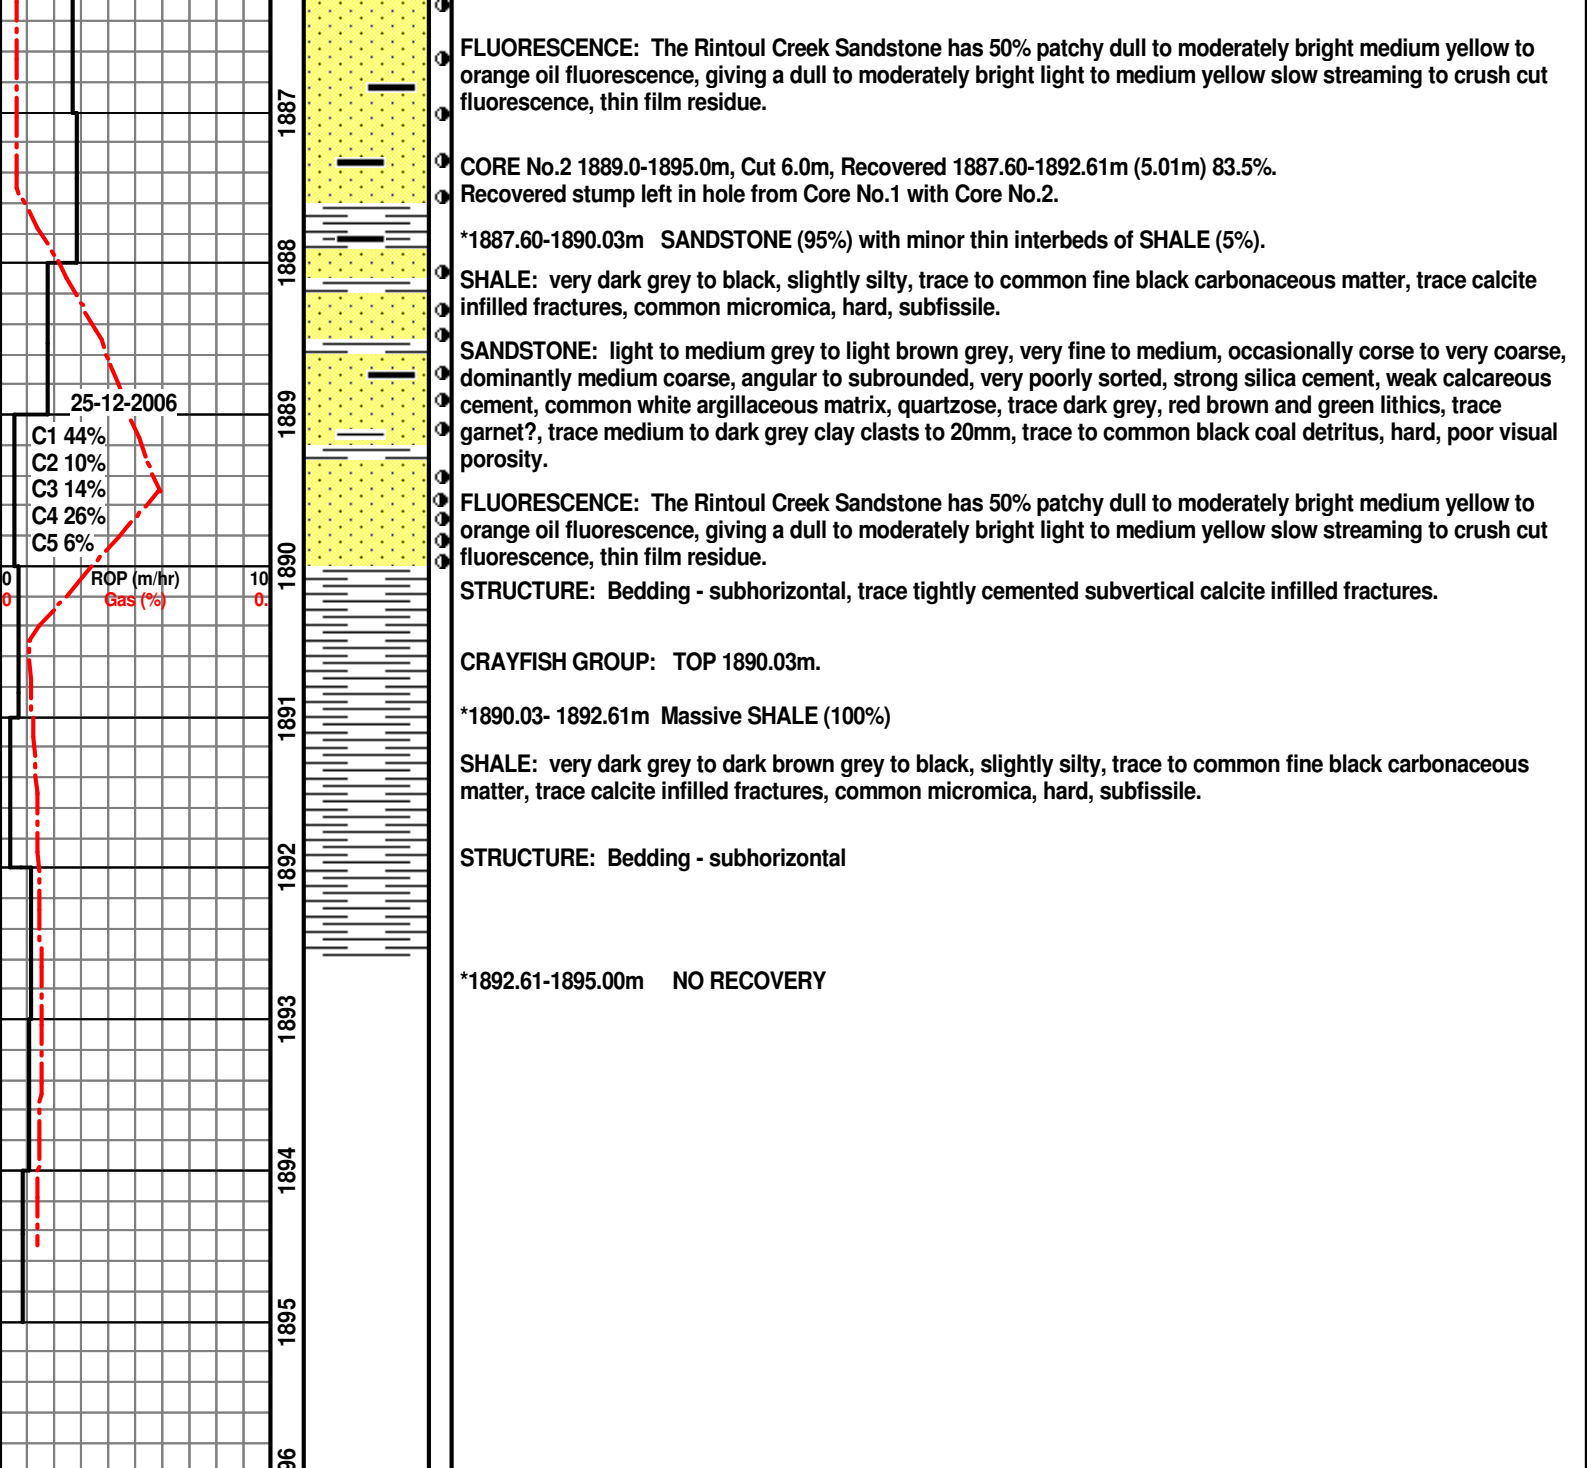 FLUORESCENCE: The Rintoul Creek Sandstone has 50% patchy dull to moderately bright medium yellow to
orange oil fluorescence, giving a dull to moderately bright light to medium yellow slow streaming to crush cut
fluorescence, thin film residue.
1887
CORE No.2 1889.0-1895.0m, Cut 6.0m, Recovered 1887.60-1892.61m (5.01m) 83.5%.
Recovered stump left in hole from Core No.1 with Core No.2.
*1887.60-1890.03m SANDSTONE (95%) with minor thin interbeds of SHALE (5%).
1888
SHALE: very dark grey to black, slightly silty, trace to common fine black carbonaceous matter, trace calcite
infilled fractures, common micromica, hard, subfissile.
SANDSTONE: light to medium grey to light brown grey, very fine to medium, occasionally corse to very coarse,
dominantly medium coarse, angular to subrounded, very poorly sorted, strong silica cement, weak calcareous
cement, common white argillaceous matrix, quartzose, trace dark grey, red brown and green lithics, trace
garnet?, trace medium to dark grey clay clasts to 20mm, trace to common black coal detritus, hard, poor visual
porosity.
25-12-2006
1889
C1 44%
C2 10%
C3 14%
C4 26%
C5 6%
FLUORESCENCE: The Rintoul Creek Sandstone has 50% patchy dull to moderately bright medium yellow to
orange oil fluorescence, giving a dull to moderately bright light to medium yellow slow streaming to crush cut
fluorescence, thin film residue.
1890
0 ROP (m/hr) 10
0 Gas (%) 0.
STRUCTURE: Bedding - subhorizontal, trace tightly cemented subvertical calcite infilled fractures.
CRAYFISH GROUP: TOP 1890.03m.
1891
*1890.03- 1892.61m Massive SHALE (100%)
SHALE: very dark grey to dark brown grey to black, slightly silty, trace to common fine black carbonaceous
matter, trace calcite infilled fractures, common micromica, hard, subfissile.
1892
STRUCTURE: Bedding - subhorizontal
*1892.61-1895.00m NO RECOVERY
1893
1894
1895
96